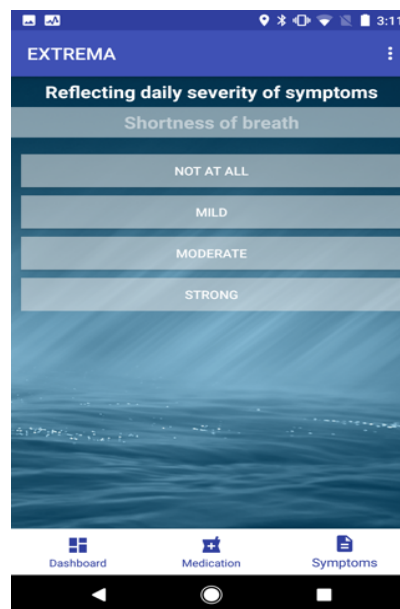 3:11
EXTREMA
Reflecting daily severity of symptoms
Shortness of breath
NOT AT ALL
MILD
MODERATE
STRONG
Dashboard Medication Symptoms